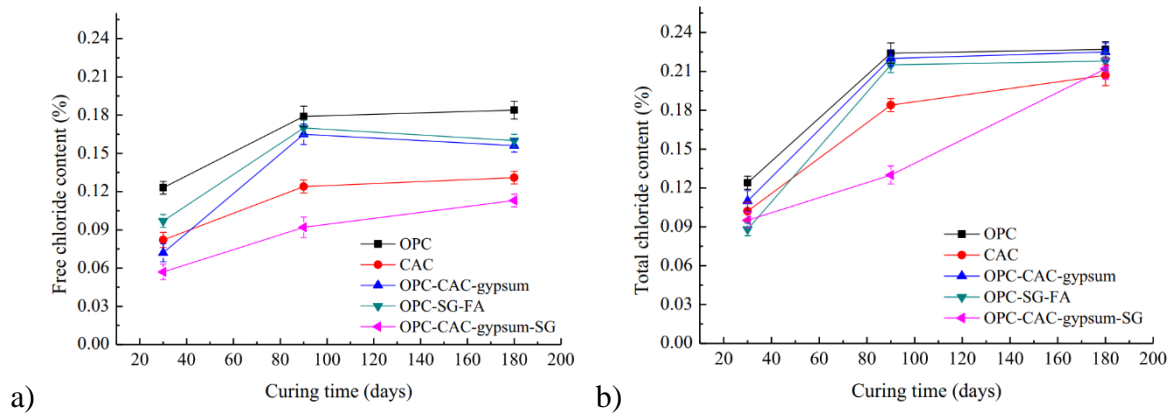 0.24
0.21
0.18
0.15
0.12
0.09
0.06
0.03
0.00
Free chloride content (%)
OPC
CAC
OPC-CAC-gypsum
OPC-SG-FA
OPC-CAC-gypsum-SG
20 40 60 80 100 120 140 160 180 200
Curing time (days)
a)
0.24
0.21
0.18
0.15
0.12
0.09
0.06
0.03
0.00
Total chloride content (%)
OPC
CAC
OPC-CAC-gypsum
OPC-SG-FA
OPC-CAC-gypsum-SG
20 40 60 80 100 120 140 160 180 200
Curing time (days)
b)